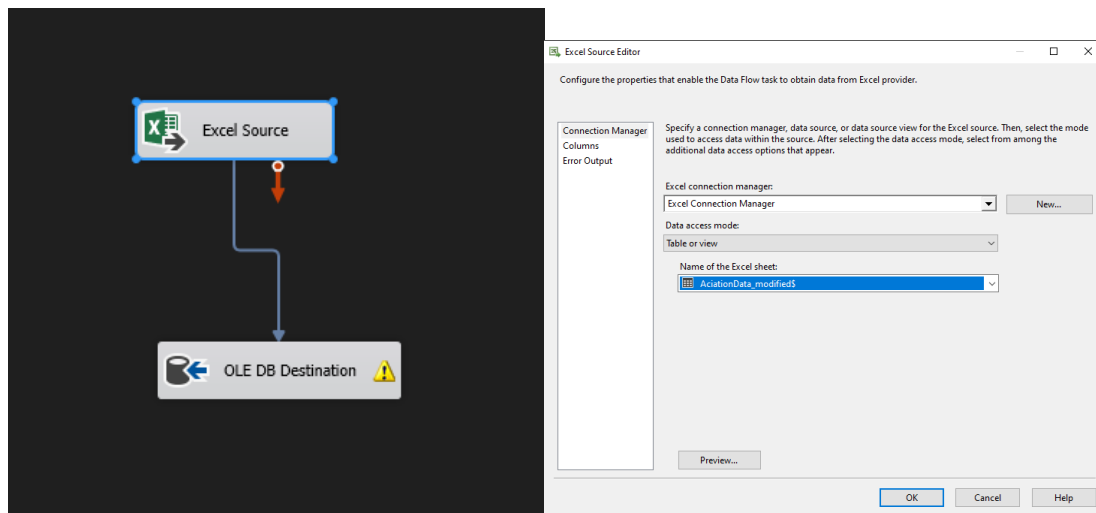 Excel Source
OLE DB Destination
Excel Source Editor
Configure the properties that enable the Data Flow task to obtain data from Excel provider.
Connection Manager
Columns
Error Output
Specify a connection manager, data source, or data source view for the Excel source. Then, select the mode
used to access data within the source. After selecting the data access mode, select from among the
additional data access options that appear.
Excel connection manager:
Excel Connection Manager
New...
Data access mode:
Table or view
Name of the Excel sheet:
AciationData_modified$
Preview...
OK
Cancel
Help